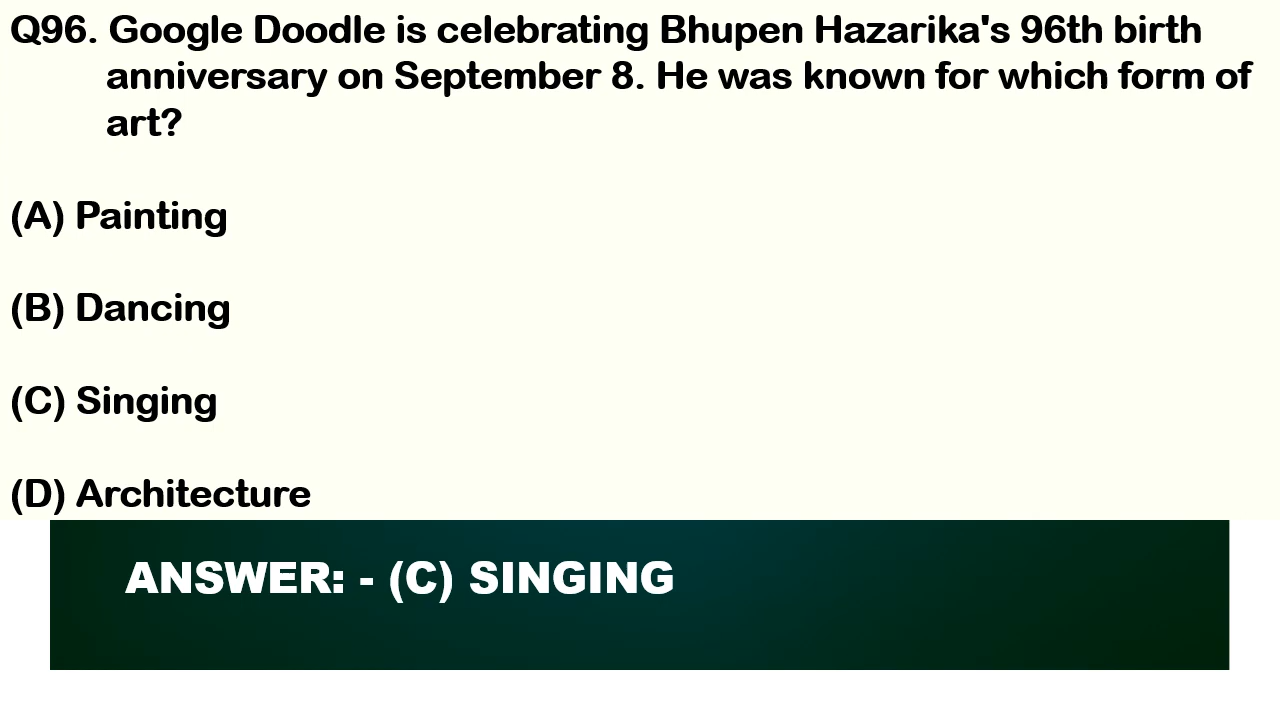 Q96. Google Doodle is celebrating Bhupen Hazarika's 96th birth
anniversary on September 8. He was known for which form of
art?
(A) Painting
(B) Dancing
(C) Singing
(D) Architecture
ANSWER: - (C) SINGING